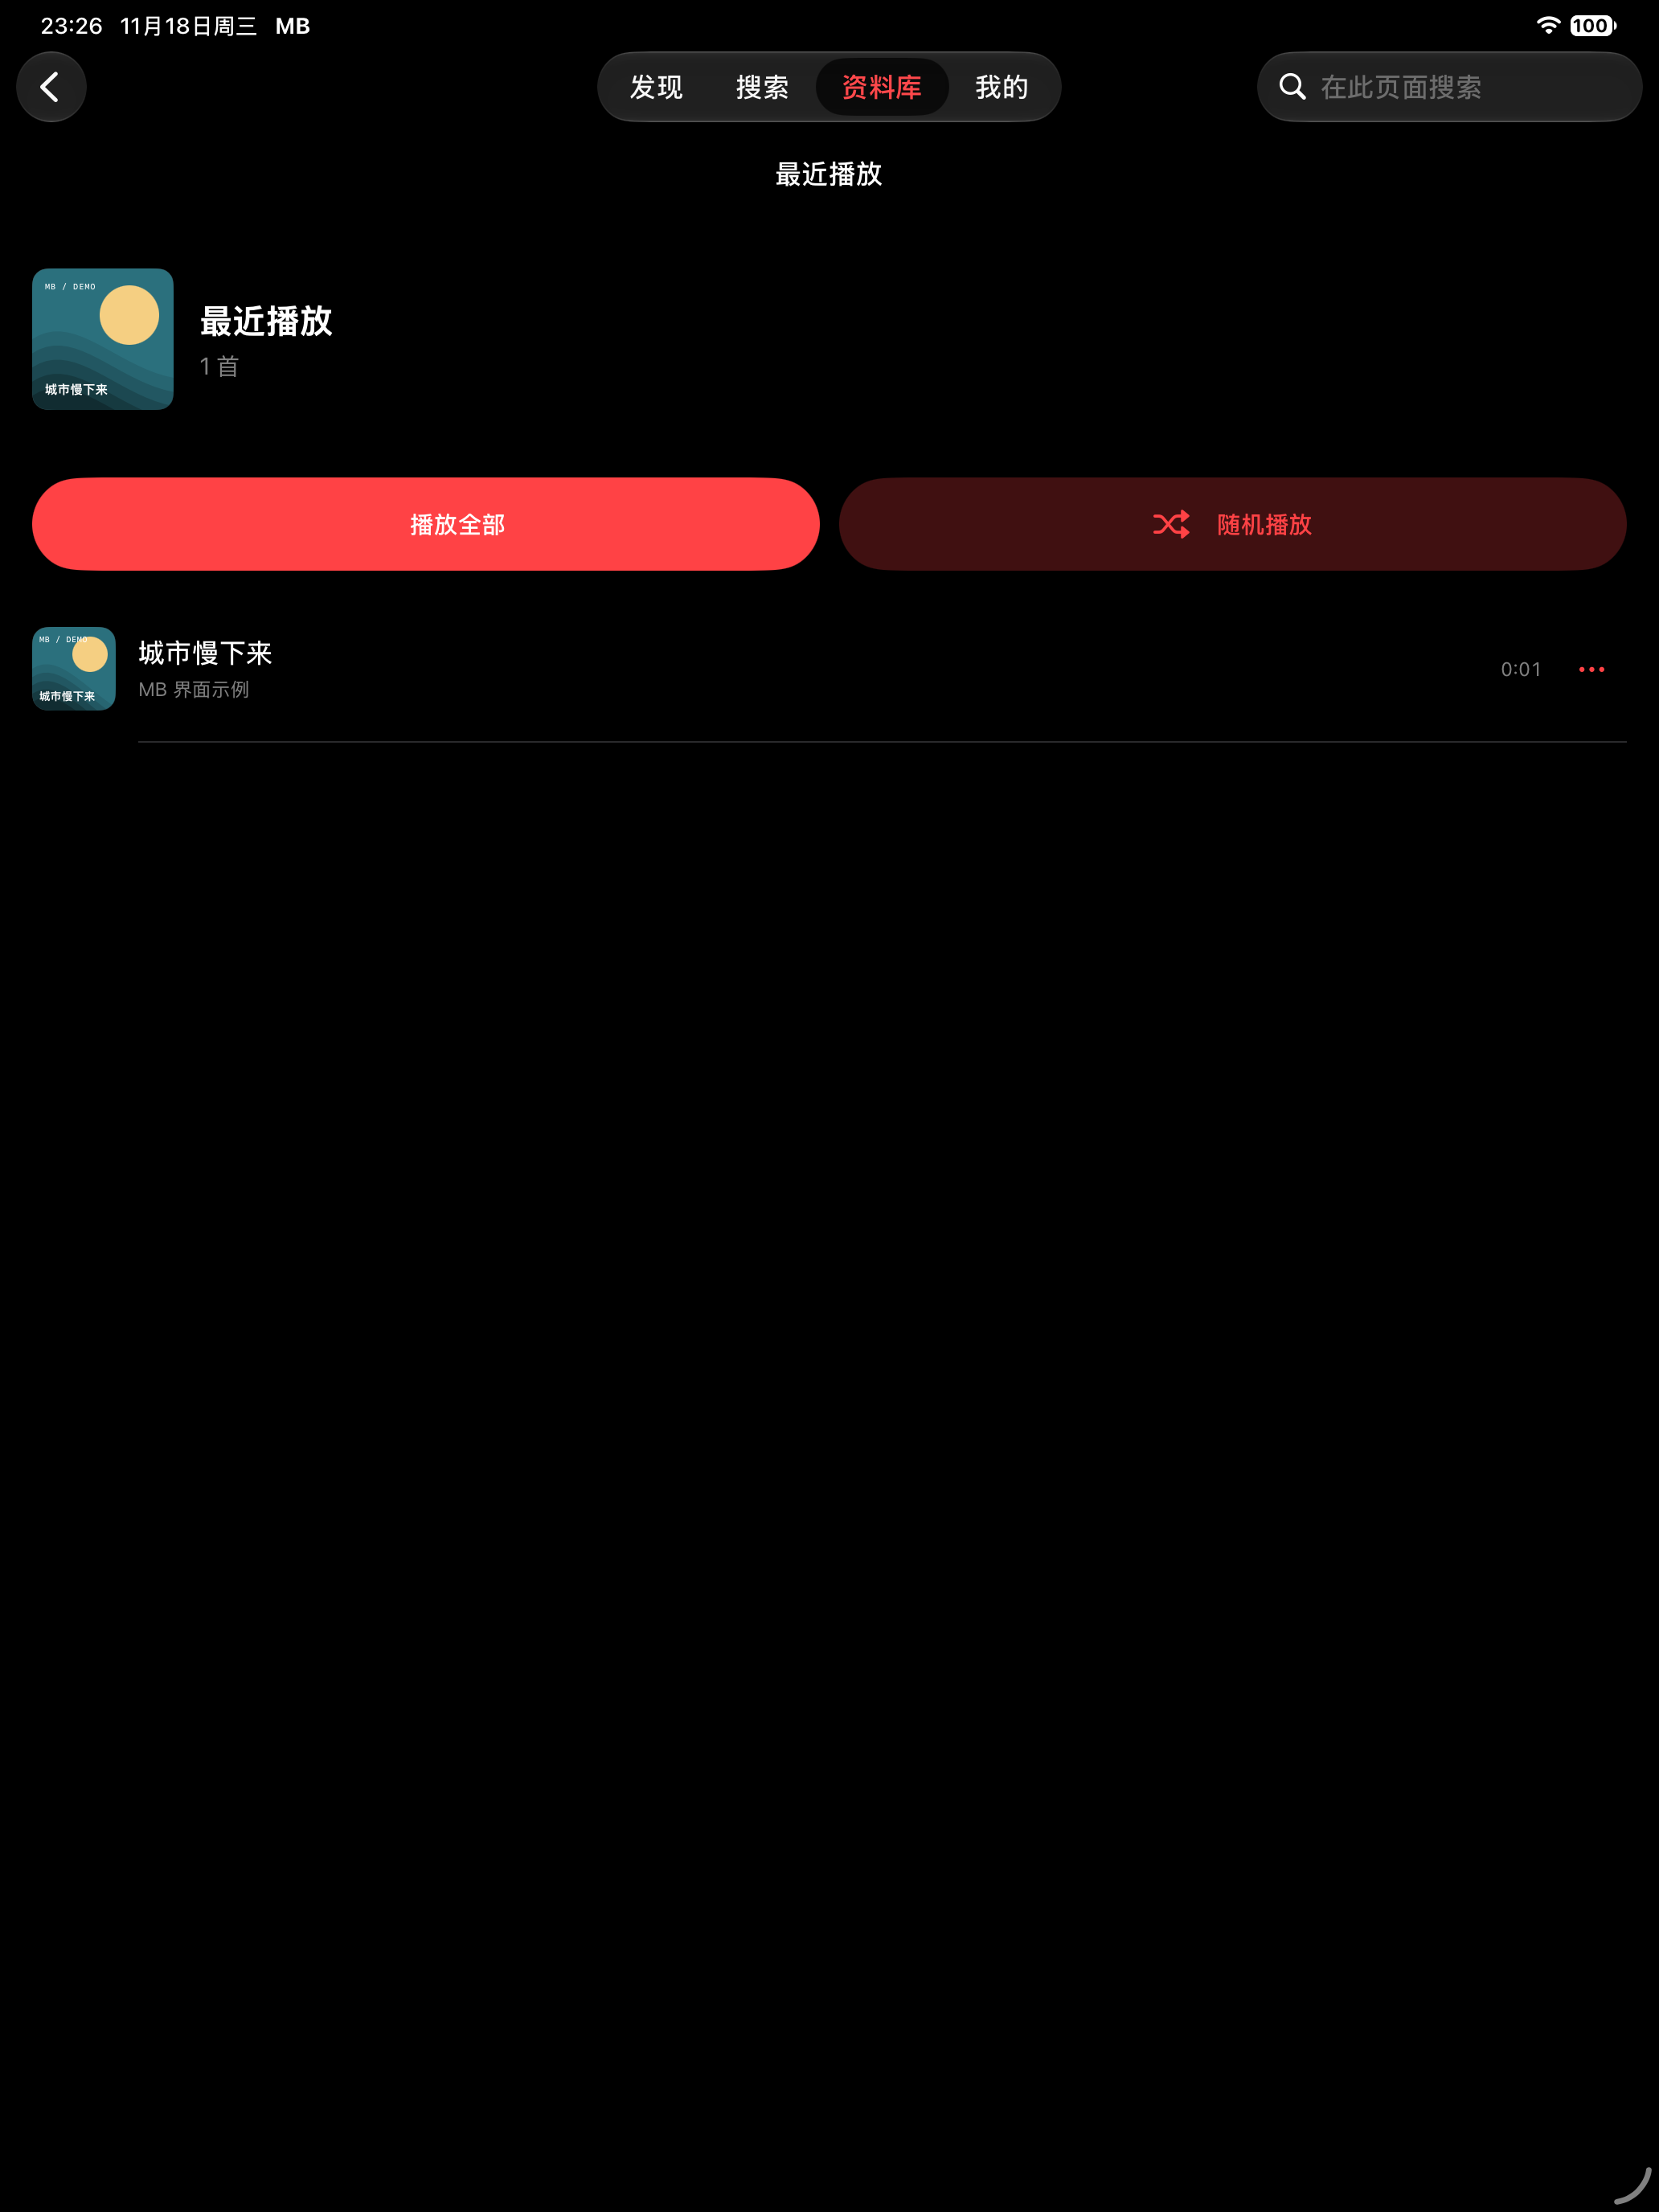 23:26 11月18日周三 MB
100
发现 搜索 资料库 我的
在此页面搜索
最近播放
MB / DEMO
城市慢下来
最近播放
1 首
播放全部
随机播放
MB / DEMO
城市慢下来
城市慢下来
MB 界面示例
0:01